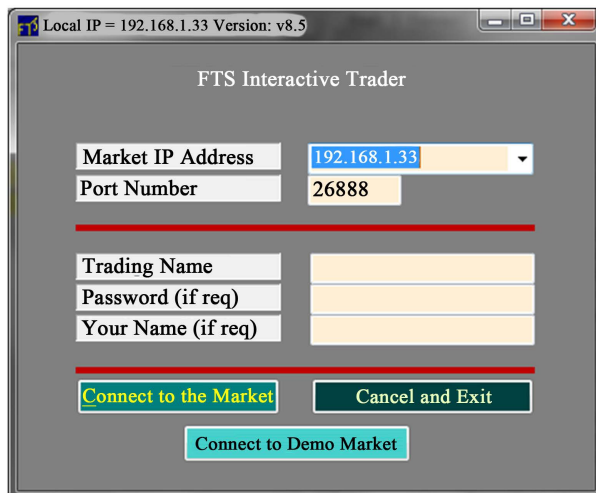 FTS Local IP = 192.168.1.33 Version: v8.5
FTS Interactive Trader
Market IP Address 192.168.1.33
Port Number 26888
Trading Name
Password (if req)
Your Name (if req)
Connect to the Market Cancel and Exit
Connect to Demo Market